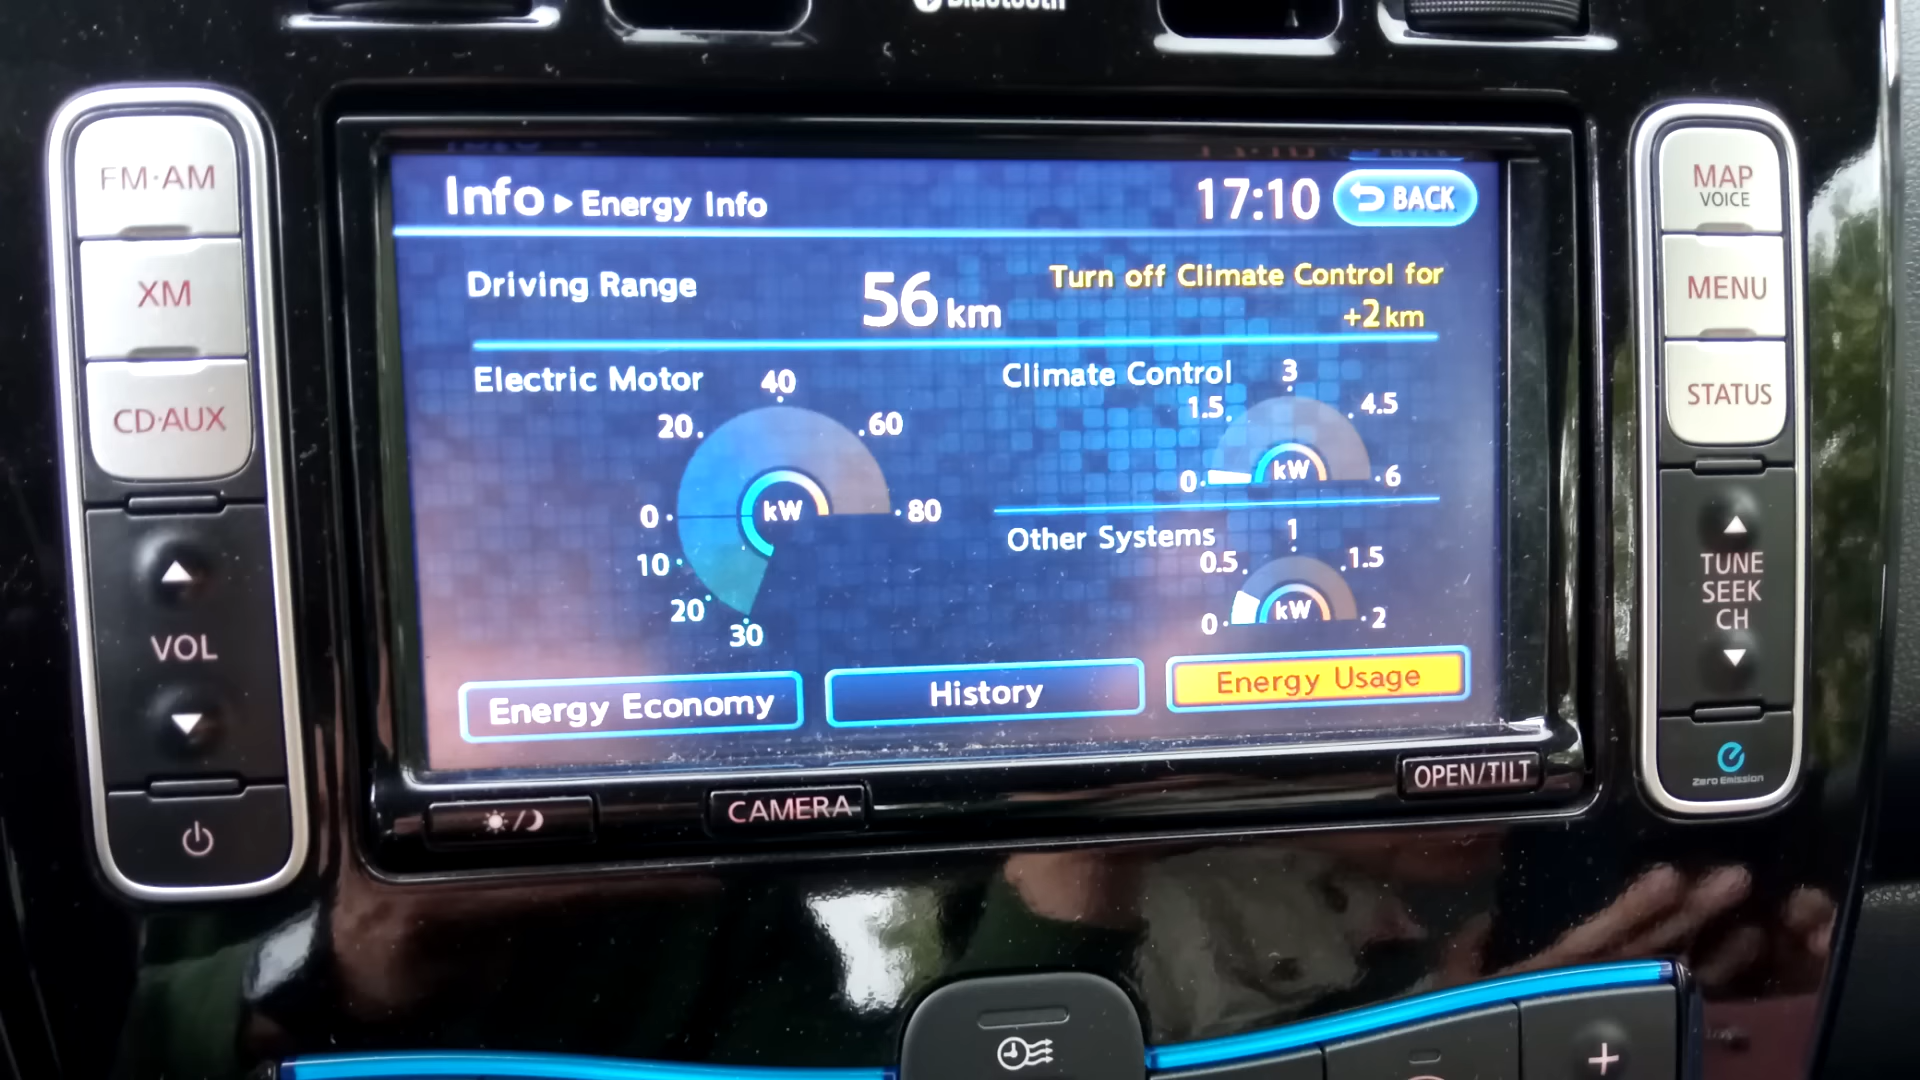 Bluetooth
FM·AM
XM
CD·AUX
VOL
Info ▶ Energy Info
17:10
BACK
Driving Range
56 km
Turn off Climate Control for
+2 km
Electric Motor
40
20
60
0
kW
80
10
20
30
Climate Control
3
1.5
4.5
0
kW
6
Other Systems
1
0.5
1.5
0
kW
2
Energy Economy
History
Energy Usage
CAMERA
OPEN/TILT
MAP
VOICE
MENU
STATUS
TUNE
SEEK
CH
Zero Emission